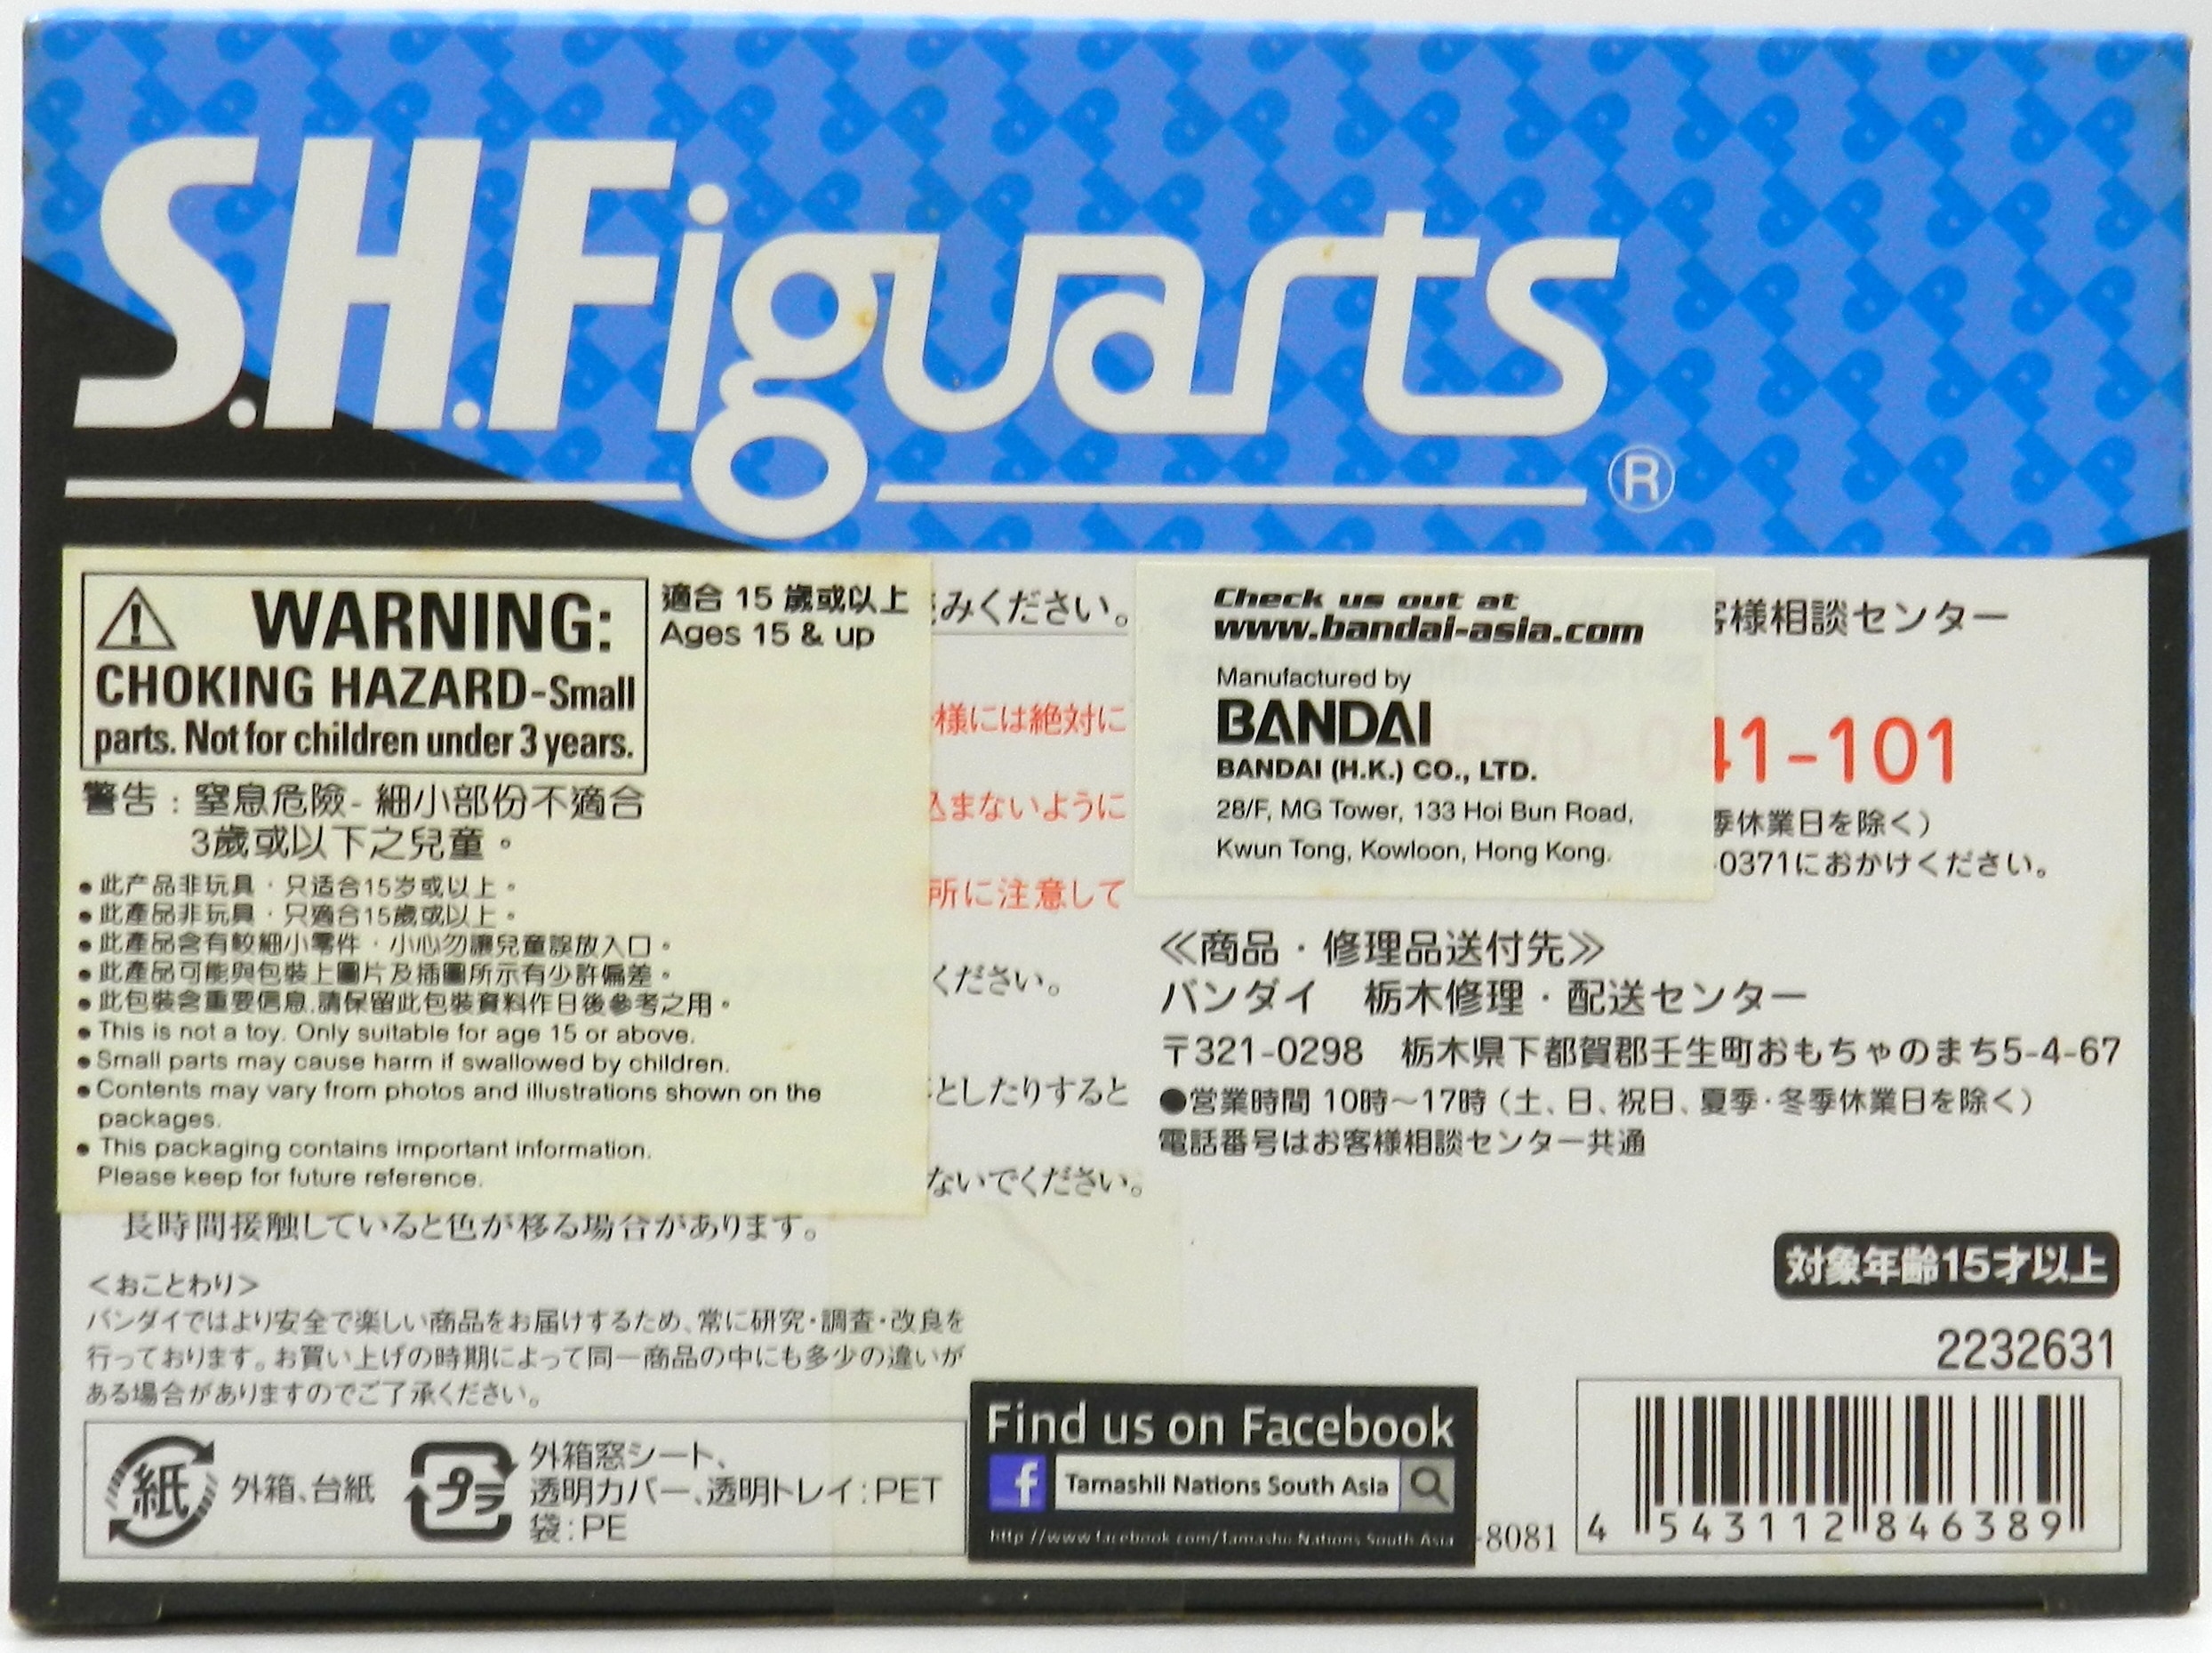 S.H.Figuarts
®
WARNING:
CHOKING HAZARD-Small
parts. Not for children under 3 years.
適合 15 歲或以上
Ages 15 & up
警告 : 窒息危險- 細小部份不適合
3歲或以下之兒童。
● 此产品非玩具，只适合15岁或以上。
● 此產品非玩具，只適合15歲或以上。
● 此產品含有較細小零件，小心勿讓兒童誤放入口。
● 此產品可能與包裝上圖片及插圖所示有少許偏差。
● 此包裝含重要信息,請保留此包裝資料作日後參考之用。
● This is not a toy. Only suitable for age 15 or above.
● Small parts may cause harm if swallowed by children.
● Contents may vary from photos and illustrations shown on the
packages.
● This packaging contains important information.
Please keep for future reference.
みください。
様には絶対に
込まないように
所に注意して
ください。
としたりすると
ないでください。
長時間接触していると色が移る場合があります。
＜おことわり＞
バンダイではより安全で楽しい商品をお届けするため、常に研究・調査・改良を
行っております。お買い上げの時期によって同一商品の中にも多少の違いが
ある場合がありますのでご了承ください。
紙 外箱、台紙
プラ
外箱窓シート、
透明カバー、透明トレイ：PET
袋：PE
Check us out at
www.bandai-asia.com
Manufactured by
BANDAI
BANDAI (H.K.) CO., LTD.
28/F, MG Tower, 133 Hoi Bun Road,
Kwun Tong, Kowloon, Hong Kong.
客様相談センター
41-101
季休業日を除く）
-0371におかけください。
≪商品・修理品送付先≫
バンダイ　栃木修理・配送センター
〒321-0298　栃木県下都賀郡壬生町おもちゃのまち5-4-67
●営業時間 10時～17時（土、日、祝日、夏季・冬季休業日を除く）
電話番号はお客様相談センター共通
対象年齢15才以上
2232631
Find us on Facebook
f Tamashii Nations South Asia
http://www.facebook.com/Tamashii Nations South Asia
-8081
4 543112 846389